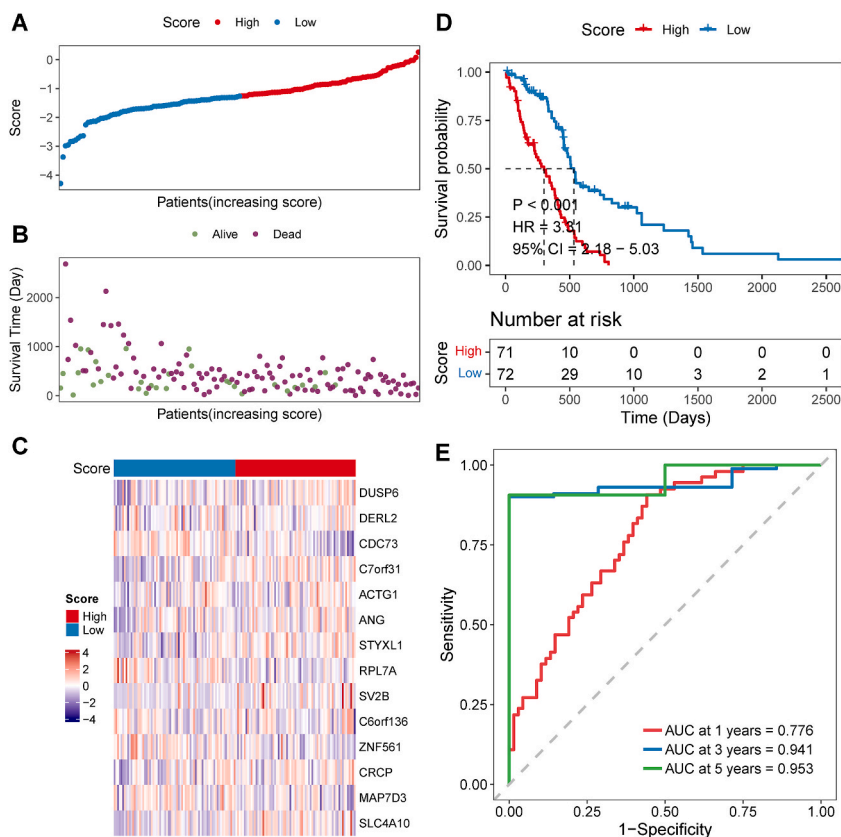 A
Score High Low
0
−1
−2
−3
−4
Score
Patients(increasing score)
B
Alive Dead
2000
1000
0
Survival Time (Day)
Patients(increasing score)
C
Score
DUSP6
DERL2
CDC73
C7orf31
ACTG1
ANG
STYXL1
RPL7A
SV2B
C6orf136
ZNF561
CRCP
MAP7D3
SLC4A10
Score
High
Low
4
2
0
−2
−4
D
Score High Low
1.00
0.75
0.50
0.25
0.00
Survival probability
P < 0.001
HR = 3.31
95% CI = 2.18 − 5.03
0 500 1000 1500 2000 2500
Number at risk
Score
High 71 10 0 0 0 0
Low 72 29 10 3 2 1
0 500 1000 1500 2000 2500
Time (Days)
E
1.00
0.75
0.50
0.25
0.00
Sensitivity
AUC at 1 years = 0.776
AUC at 3 years = 0.941
AUC at 5 years = 0.953
0.00 0.25 0.50 0.75 1.00
1−Specificity